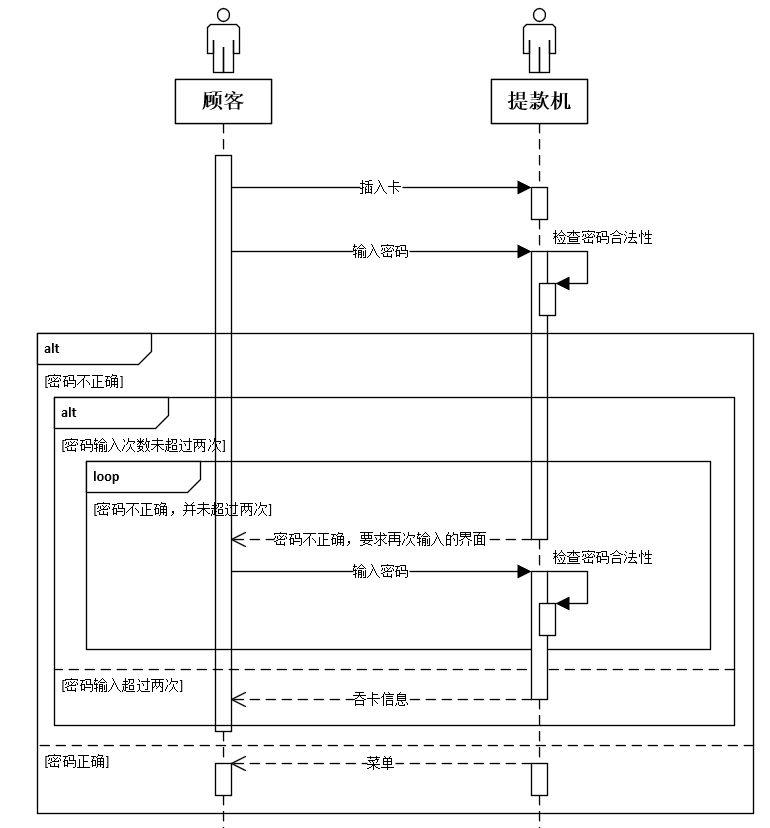 顾客
提款机
插入卡
检查密码合法性
输入密码
alt
[密码不正确]
alt
[密码输入次数未超过两次]
loop
[密码不正确，并未超过两次]
密码不正确，要求再次输入的界面
检查密码合法性
输入密码
[密码输入超过两次]
吞卡信息
[密码正确]
菜单